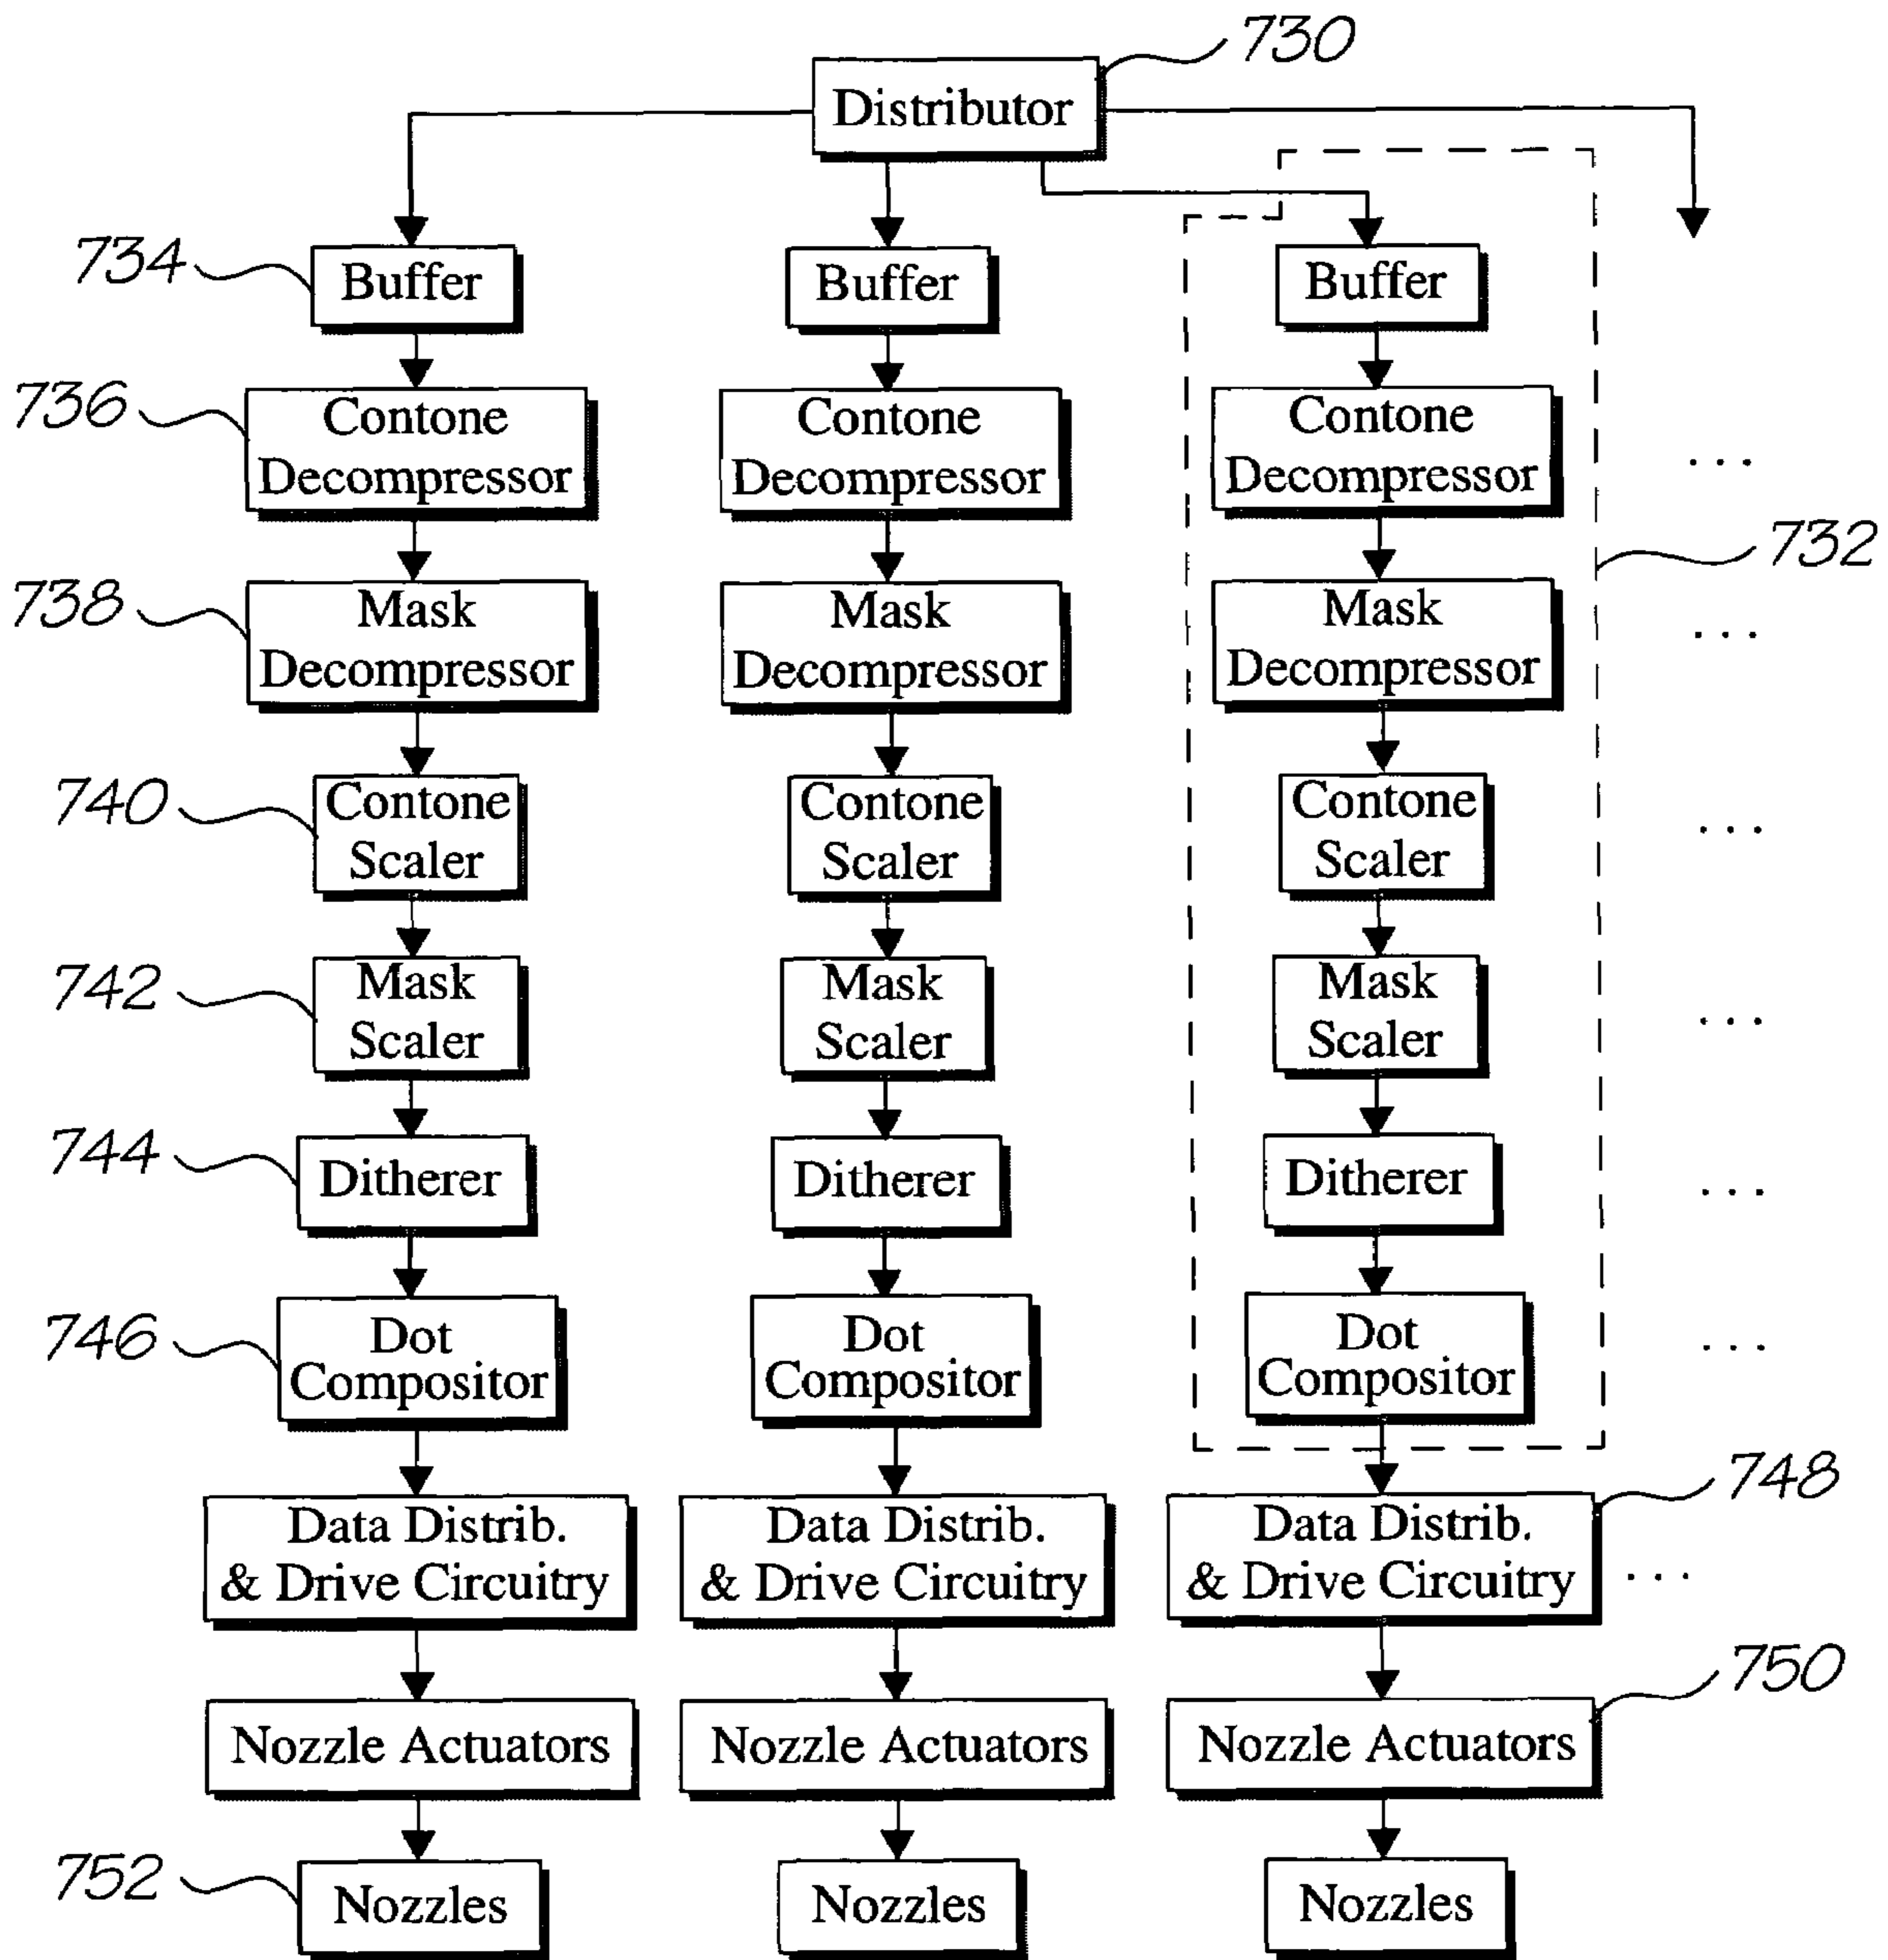 730
Distributor
734
Buffer
Buffer
Buffer
736
Contone
Decompressor
Contone
Decompressor
Contone
Decompressor
...
732
738
Mask
Decompressor
Mask
Decompressor
Mask
Decompressor
...
740
Contone
Scaler
Contone
Scaler
Contone
Scaler
...
742
Mask
Scaler
Mask
Scaler
Mask
Scaler
...
744
Ditherer
Ditherer
Ditherer
...
746
Dot
Compositor
Dot
Compositor
Dot
Compositor
...
748
Data Distrib.
& Drive Circuitry
Data Distrib.
& Drive Circuitry
Data Distrib.
& Drive Circuitry
...
750
Nozzle Actuators
Nozzle Actuators
Nozzle Actuators
752
Nozzles
Nozzles
Nozzles